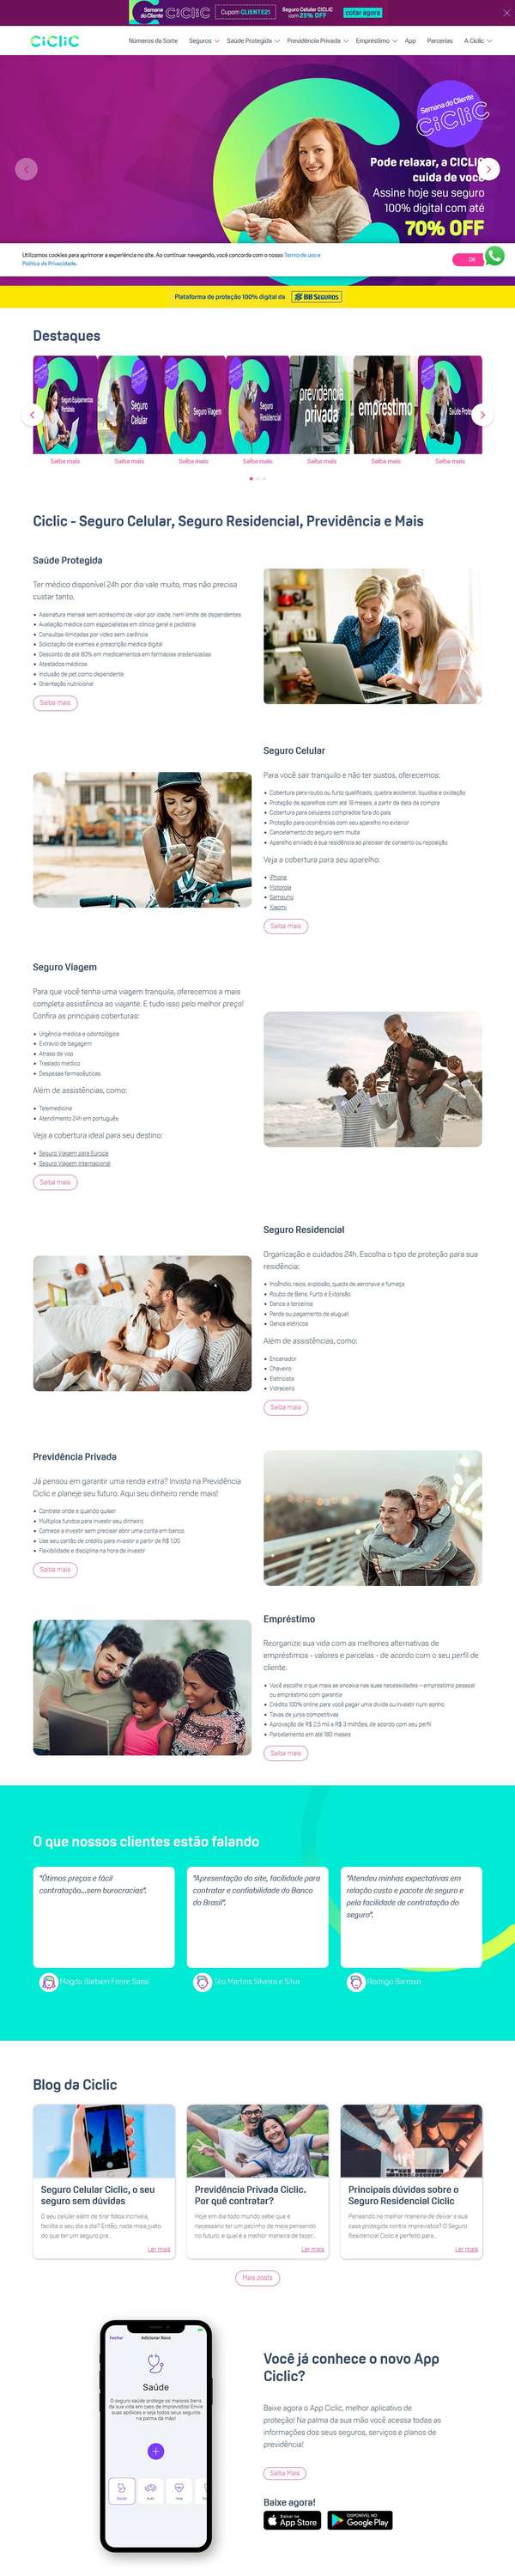 Semana do Cliente CICLIC Cupom CLIENTE21 Seguro Celular CICLIC com 25% OFF cotar agora
CICLIC
Números da Sorte Seguros Saúde Protegida Previdência Privada Empréstimo App Parcerias A Ciclic
Semana do Cliente
CICLIC
Pode relaxar, a CICLIC
cuida de você
Assine hoje seu seguro
100% digital com até
70% OFF
Utilizamos cookies para aprimorar a experiência no site. Ao continuar navegando, você concorda com o nosso Termo de uso e
Política de Privacidade.
OK
Plataforma de proteção 100% digital da BB SEGUROS
Destaques
Seguro Equipamentos Portáteis
Seguro Celular
Seguro Viagem
Seguro Residencial
previdência privada
empréstimo
Saúde Prote
Saiba mais Saiba mais Saiba mais Saiba mais Saiba mais Saiba mais Saiba mais
Ciclic - Seguro Celular, Seguro Residencial, Previdência e Mais
Saúde Protegida
Ter médico disponível 24h por dia vale muito, mas não precisa
custar tanto.
Assinatura mensal sem acréscimo de valor por idade, nem limite de dependentes
Avaliação médica com especialistas em clínica geral e pediatria
Consultas ilimitadas por vídeo sem carência
Solicitação de exames e prescrição médica digital
Desconto de até 80% em medicamentos em farmácias credenciadas
Atestados médicos
Inclusão de pet como dependente
Orientação nutricional
Saiba mais
Seguro Celular
Para você sair tranquilo e não ter sustos, oferecemos:
Cobertura para roubo ou furto qualificado, quebra acidental, líquidos e oxidação
Proteção de aparelhos com até 18 meses, a partir da data da compra
Cobertura para celulares comprados fora do país
Proteção para ocorrências com seu aparelho no exterior
Cancelamento do seguro sem multa
Aparelho enviado à sua residência ao precisar de conserto ou reposição
Veja a cobertura para seu aparelho:
iPhone
Motorola
Samsung
Xiaomi
Saiba mais
Seguro Viagem
Para que você tenha uma viagem tranquila, oferecemos a mais
completa assistência ao viajante. E tudo isso pelo melhor preço!
Confira as principais coberturas:
Urgência médica e odontológica
Extravio de bagagem
Atraso de voo
Traslado médico
Despesas farmacêuticas
Além de assistências, como:
Telemedicina
Atendimento 24h em português
Veja a cobertura ideal para seu destino:
Seguro Viagem para Europa
Seguro Viagem Internacional
Saiba mais
Seguro Residencial
Organização e cuidados 24h. Escolha o tipo de proteção para sua
residência:
Incêndio, raios, explosão, queda de aeronave e fumaça
Roubo de Bens, Furto e Extorsão
Danos a terceiros
Perda ou pagamento de aluguel
Danos elétricos
Além de assistências, como:
Encanador
Chaveiro
Eletricista
Vidraceiro
Saiba mais
Previdência Privada
Já pensou em garantir uma renda extra? Invista na Previdência
Ciclic e planeje seu futuro. Aqui seu dinheiro rende mais!
Contrate onde e quando quiser
Múltiplos fundos para investir seu dinheiro
Comece a investir sem precisar abrir uma conta em banco
Use seu cartão de crédito para investir a partir de R$ 100
Flexibilidade e disciplina na hora de investir
Saiba mais
Empréstimo
Reorganize sua vida com as melhores alternativas de
empréstimos - valores e parcelas - de acordo com o seu perfil de
cliente.
Você escolhe o que mais se encaixa nas suas necessidades – empréstimo pessoal
ou empréstimo com garantia
Crédito 100% online para você pagar uma dívida ou investir num sonho
Taxas de juros competitivas
Aprovação de R$ 2,5 mil a R$ 3 milhões, de acordo com seu perfil
Parcelamento em até 180 meses
Saiba mais
O que nossos clientes estão falando
"Ótimos preços e fácil
contratação...sem burocracias".
"Apresentação do site, facilidade para
contratar e confiabilidade do Banco
do Brasil".
"Atendeu minhas expectativas em
relação custo e pacote de seguro e
pela facilidade de contratação do
seguro".
Magda Barbieri Freire Sassi
Téo Martins Silveira e Silva
Rodrigo Barroso
Blog da Ciclic
Seguro Celular Ciclic, o seu
seguro sem dúvidas
O seu celular além de tirar fotos incríveis,
facilita o seu dia a dia? Então, nada mais justo
do que ter um seguro pra...
Ler mais
Previdência Privada Ciclic.
Por quê contratar?
Hoje em dia todo mundo sabe que é
necessário ter um pezinho de meia pensando
no futuro, e qual é a melhor maneira de fazer...
Ler mais
Principais dúvidas sobre o
Seguro Residencial Ciclic
Pensando na melhor maneira de deixar a sua
casa protegida contra imprevistos? O Seguro
Residencial Ciclic é perfeito para...
Ler mais
Mais posts
Fechar Adicionar Novo
Saúde
O seguro saúde protege os maiores bens
da sua vida em caso de imprevistos! Envie
suas apólices e veja todos seus seguros
na palma da mão!
Saúde Auto Vida
Você já conhece o novo App
Ciclic?
Baixe agora o App Ciclic, melhor aplicativo de
proteção! Na palma da sua mão você acessa todas as
informações dos seus seguros, serviços e planos de
previdência!
Saiba Mais
Baixe agora!
Baixar na App Store
DISPONÍVEL NO Google Play